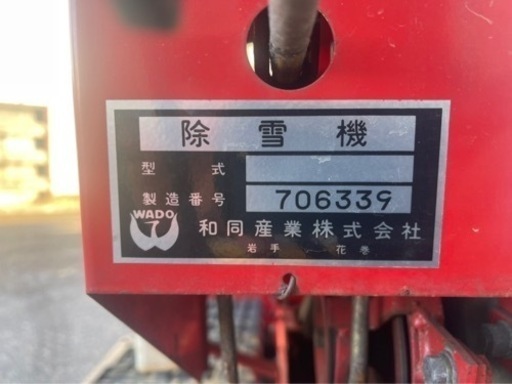 除雪機
型式
製造番号 706339
WADO 和同産業株式会社
岩手 花巻